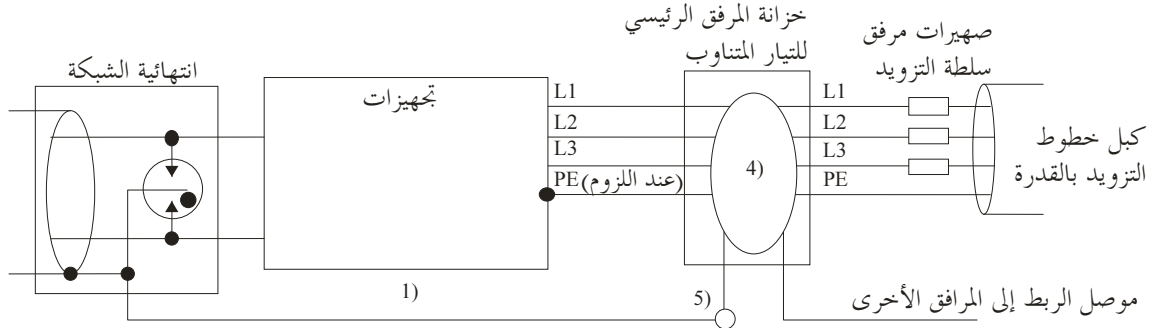 خزانة المرفق الرئيسي
للتيار المتناوب
صهيرات مرفق
سلطة التزويد
انتهائية الشبكة
تجهيزات
L1
L2
L3
PE (عند اللزوم)
4)
L1
L2
L3
PE
كبل خطوط
التزويد بالقدرة
1)
5)
موصل الربط إلى المرافق الأخرى